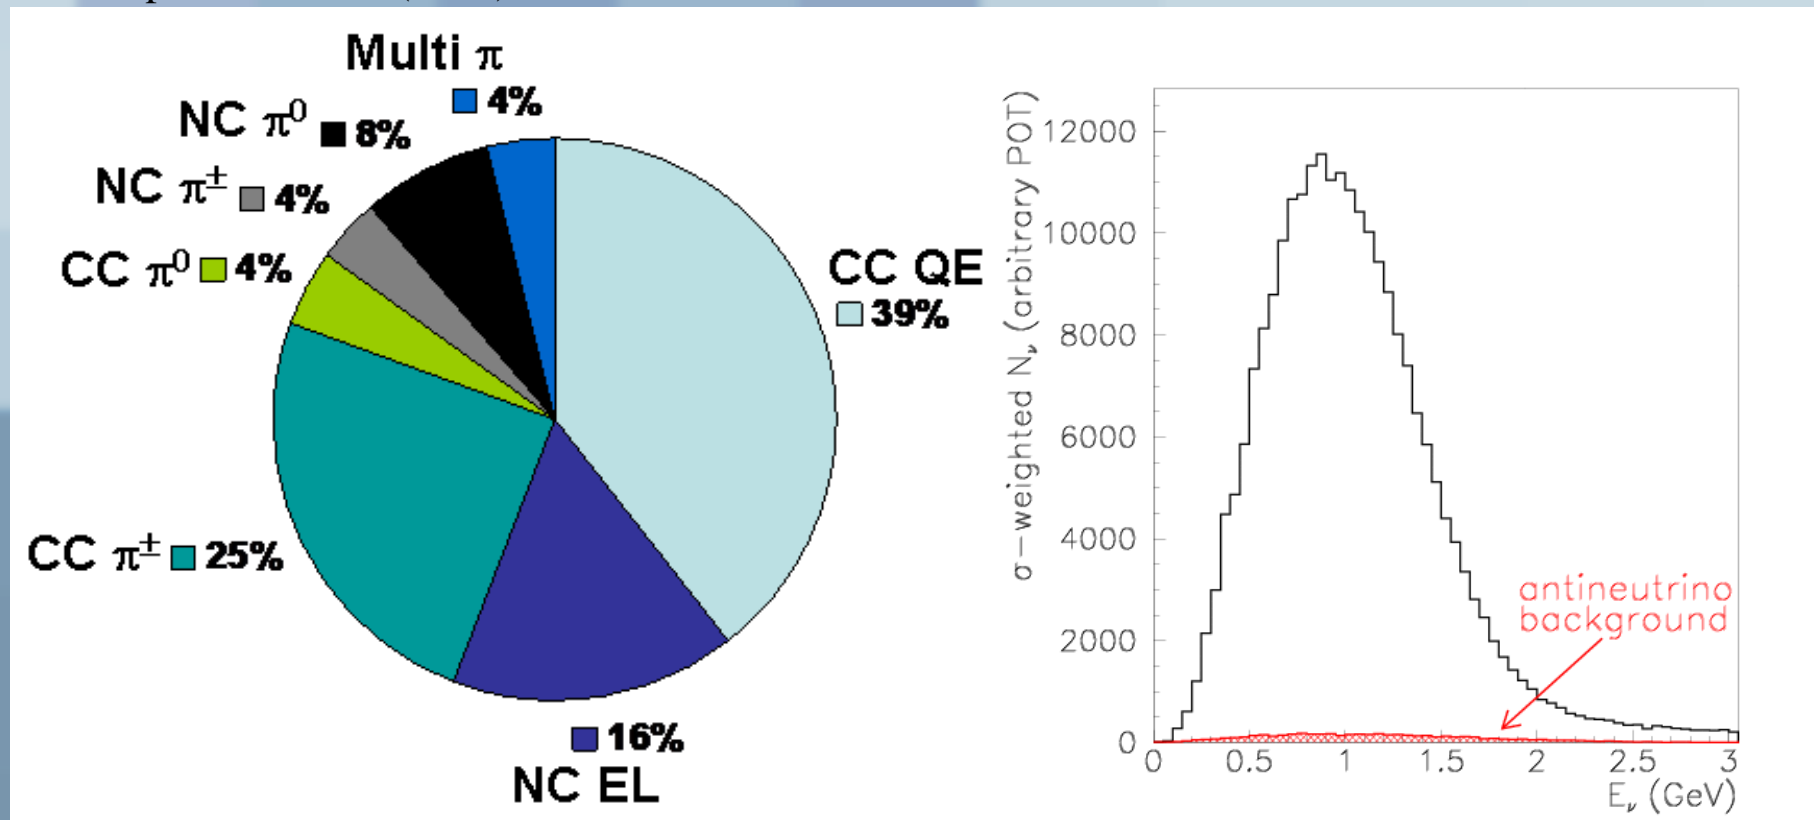 Multi π
4%
NC π⁰
8%
NC π±
4%
CC π⁰
4%
CC QE
39%
CC π±
25%
16%
NC EL
σ−weighted Nᵥ (arbitrary POT)
12000
10000
8000
6000
4000
2000
0
antineutrino
background
0 0.5 1 1.5 2 2.5 3
Eᵥ (GeV)